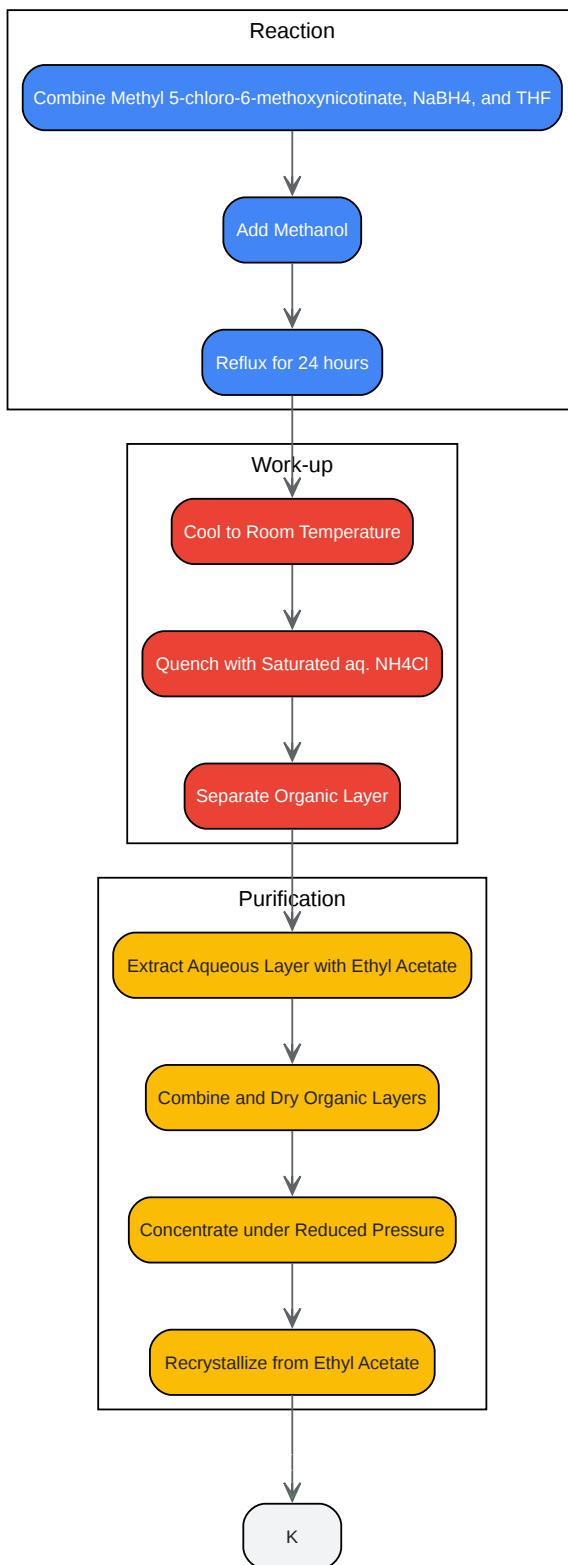 Reaction
Combine Methyl 5-chloro-6-methoxynicotinate, NaBH4, and THF
Add Methanol
Reflux for 24 hours
Work-up
Cool to Room Temperature
Quench with Saturated aq. NH4Cl
Separate Organic Layer
Purification
Extract Aqueous Layer with Ethyl Acetate
Combine and Dry Organic Layers
Concentrate under Reduced Pressure
Recrystallize from Ethyl Acetate
K